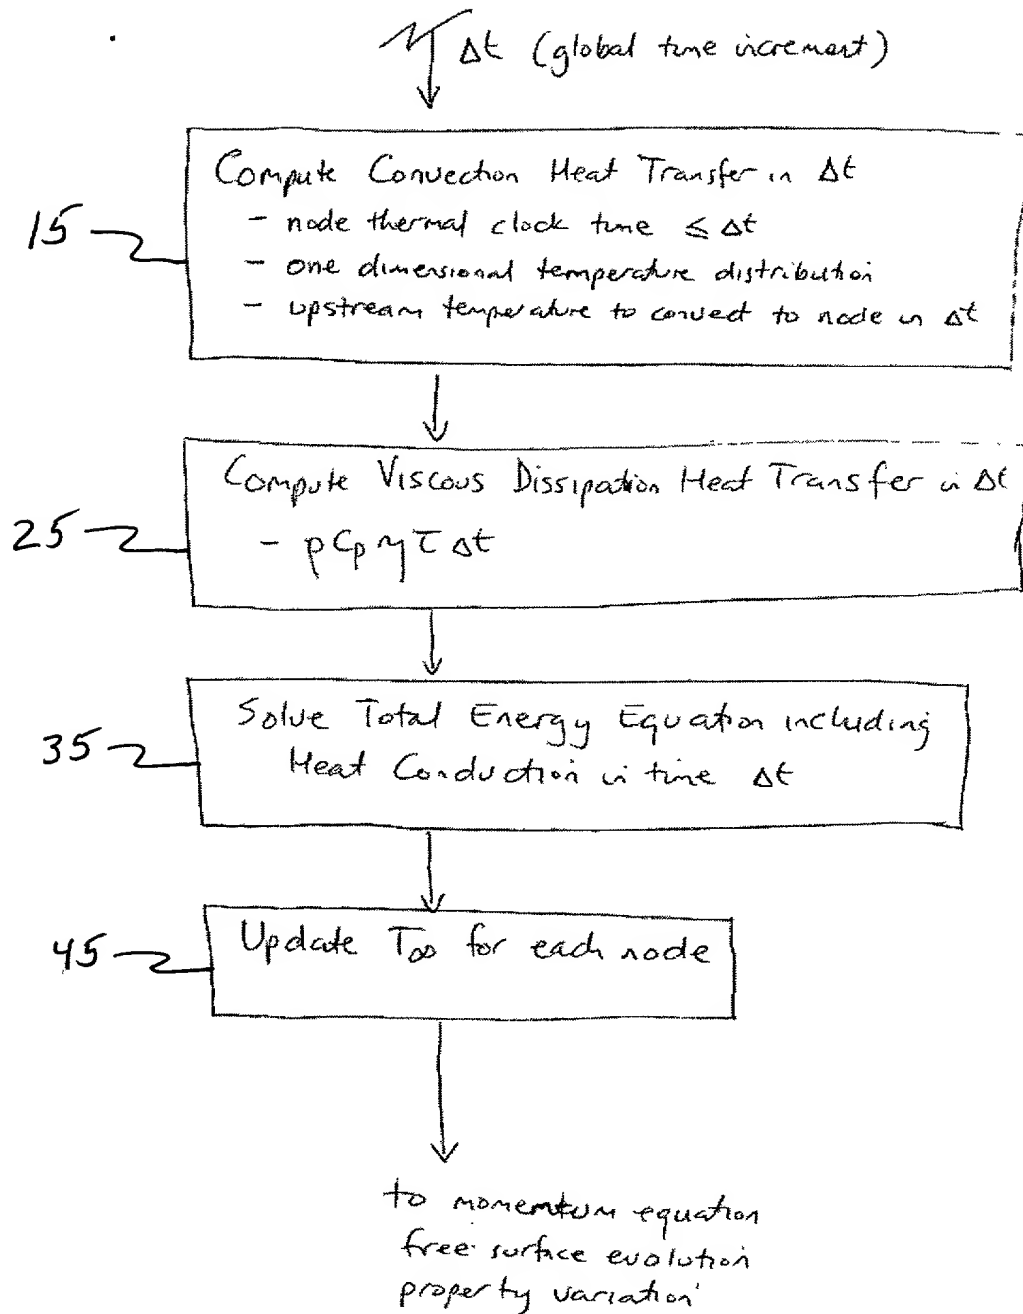 Δt (global time increment)
15
Compute Convection Heat Transfer in Δt
- node thermal clock time ≤ Δt
- one dimensional temperature distribution
- upstream temperature to convect to node in Δt
25
Compute Viscous Dissipation Heat Transfer in Δt
- ρ Cp η τ Δt
35
Solve Total Energy Equation including
Heat Conduction in time Δt
45
Update T∞ for each node
to momentum equation
free surface evolution
property variation